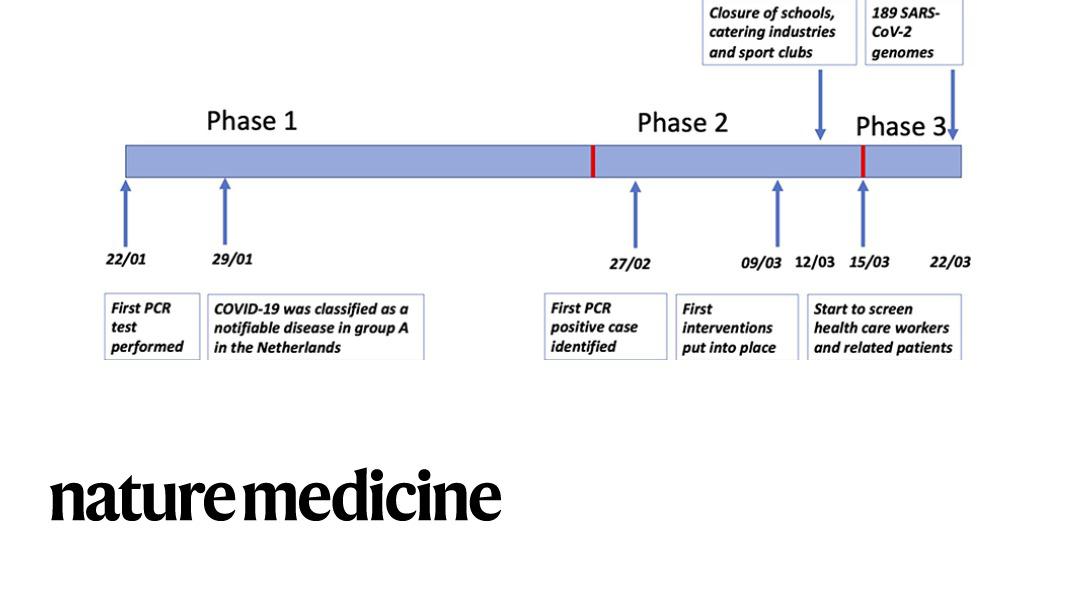 Closure of schools,
catering industries
and sport clubs
189 SARS-
CoV-2
genomes
Phase 1
Phase 2
Phase 3
22/01
29/01
27/02
09/03
12/03
15/03
22/03
First PCR
test
performed
COVID-19 was classified as a
notifiable disease in group A
in the Netherlands
First PCR
positive case
identified
First
interventions
put into place
Start to screen
health care workers
and related patients
nature medicine